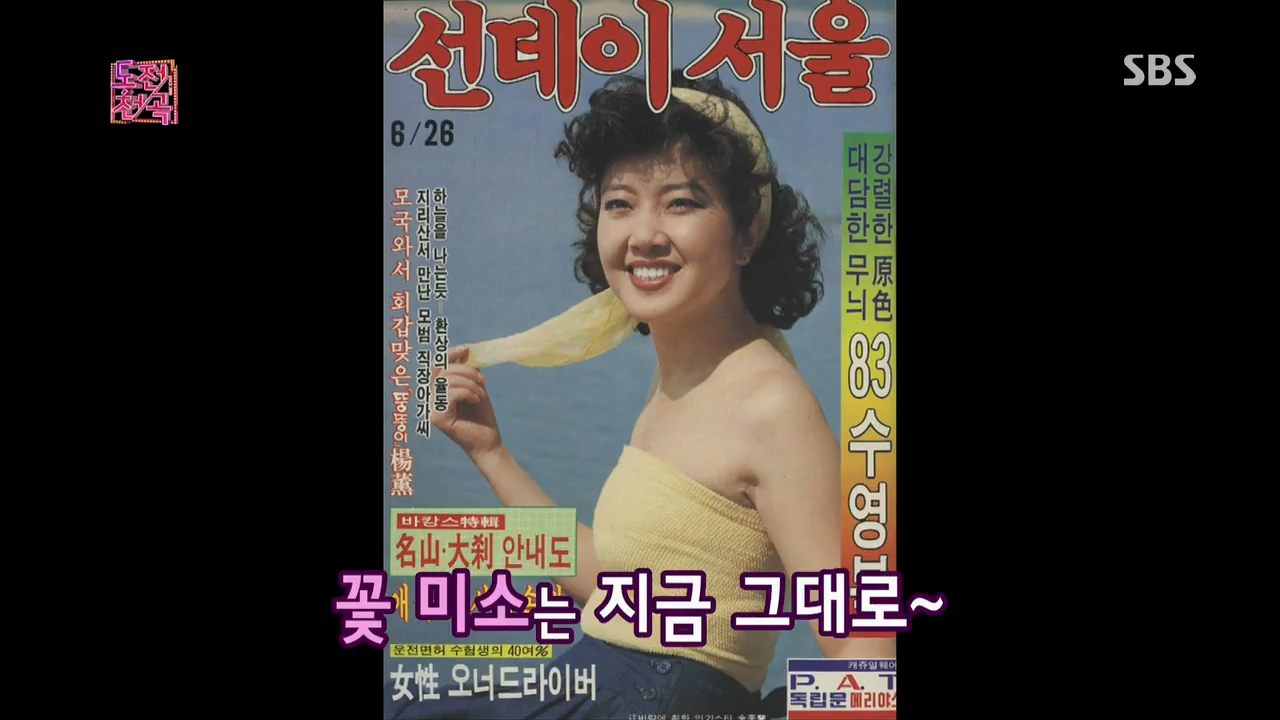 선데이 서울
도전
천곡
SBS
6/26
하늘을 나는듯 환상의 율동
지리산서 만난 모범 직장아가씨
모국와서 회갑맞은 「뚱뚱이」 楊薰
강렬한 原色
대담한 무늬
83 수영복
바캉스特輯
名山·大刹 안내도
꽃 미소는 지금 그대로~
운전면허 수험생의 40여%
女性 오너드라이버
캐쥬얼웨어
P. A. T
독립문 메리야스